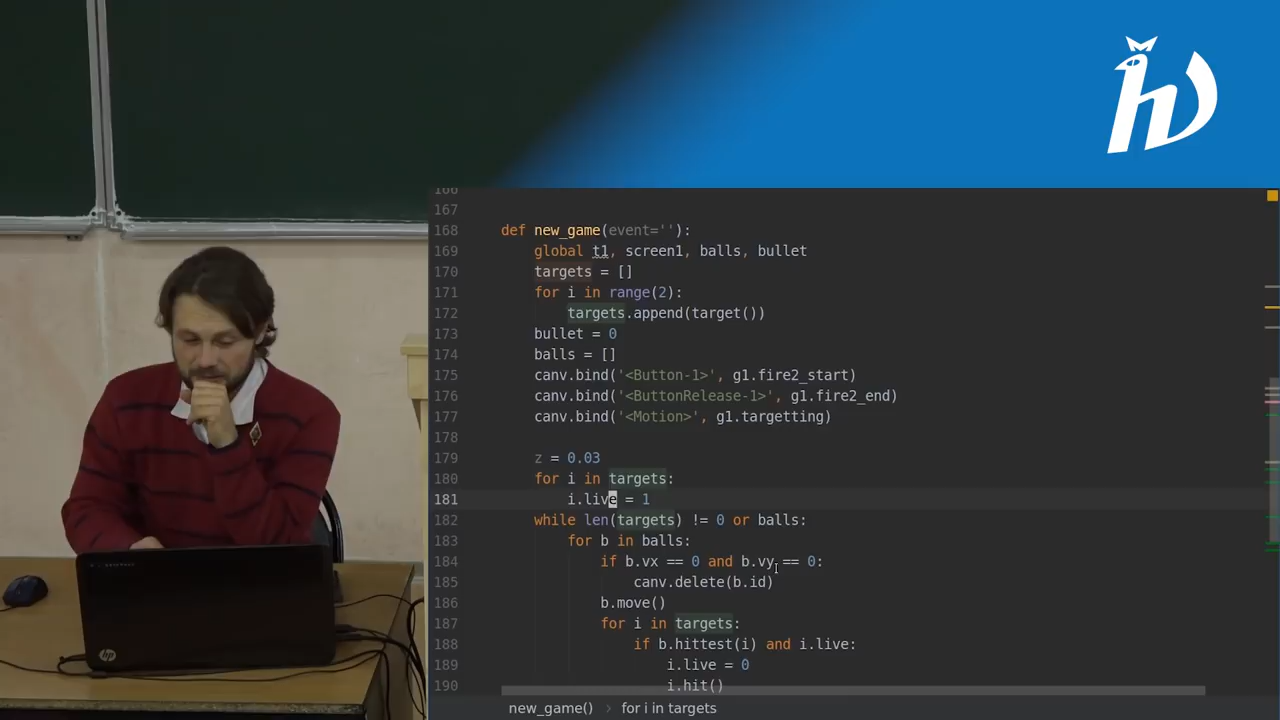 166
167
168 def new_game(event=''):
169 global t1, screen1, balls, bullet
170 targets = []
171 for i in range(2):
172 targets.append(target())
173 bullet = 0
174 balls = []
175 canv.bind('<Button-1>', g1.fire2_start)
176 canv.bind('<ButtonRelease-1>', g1.fire2_end)
177 canv.bind('<Motion>', g1.targetting)
178
179 z = 0.03
180 for i in targets:
181 i.live = 1
182 while len(targets) != 0 or balls:
183 for b in balls:
184 if b.vx == 0 and b.vy == 0:
185 canv.delete(b.id)
186 b.move()
187 for i in targets:
188 if b.hittest(i) and i.live:
189 i.live = 0
190 i.hit()
new_game() › for i in targets
hp